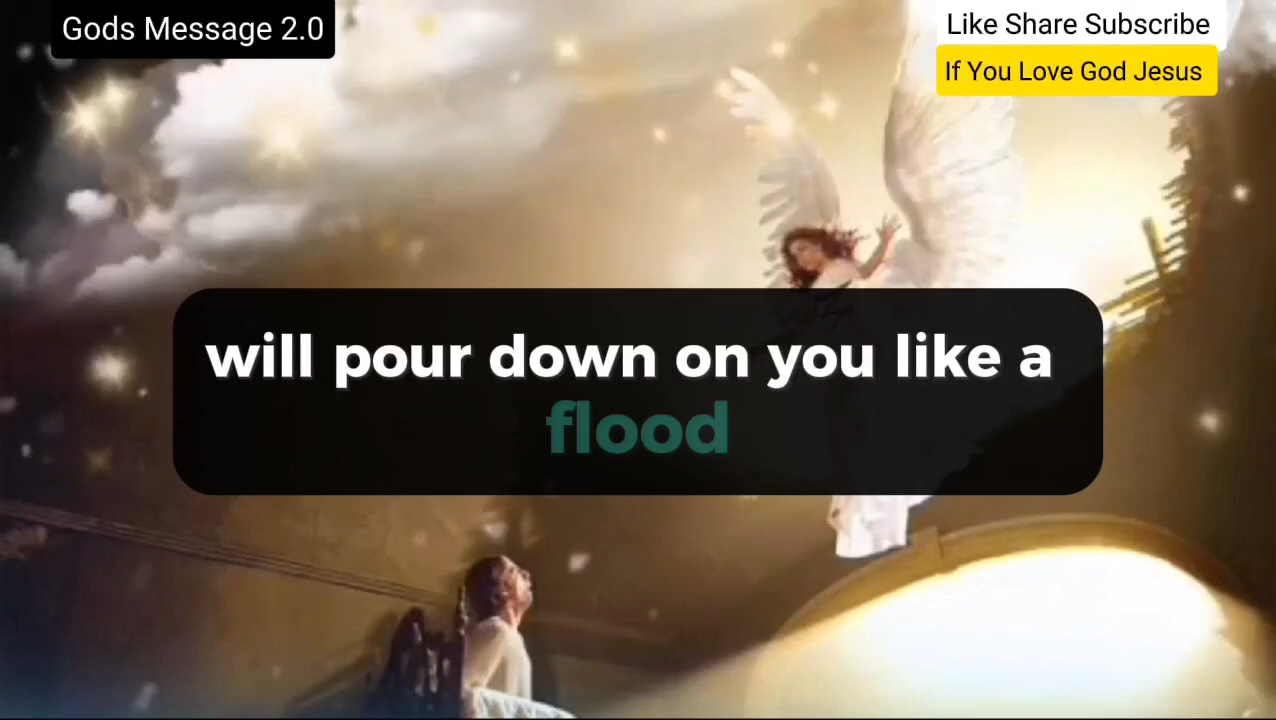 Gods Message 2.0
Like Share Subscribe
If You Love God Jesus
will pour down on you like a
flood